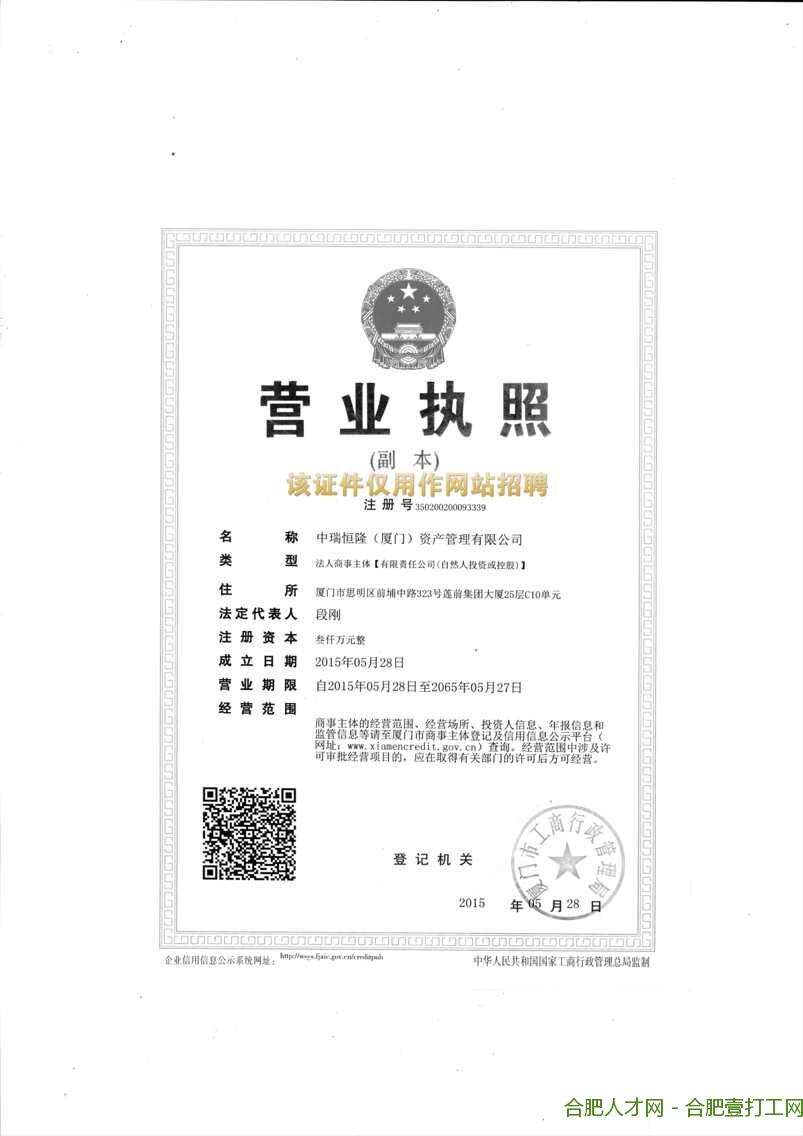 营业执照
(副 本)
该证件仅用作网站招聘
注册号350200200093339
名称 中瑞恒隆（厦门）资产管理有限公司
类型 法人商事主体【有限责任公司(自然人投资或控股)】
住所 厦门市思明区前埔中路323号莲前集团大厦25层C10单元
法定代表人 段刚
注册资本 叁仟万元整
成立日期 2015年05月28日
营业期限 自2015年05月28日至2065年05月27日
经营范围
商事主体的经营范围、经营场所、投资人信息、年报信息和
监管信息等请至厦门市商事主体登记及信用信息公示平台（
网址：www.xiamencredit.gov.cn）查询。经营范围中涉及许
可审批经营项目的，应在取得有关部门的许可后方可经营。
登记机关
厦门市工商行政管理局
2015 年 05 月 28 日
企业信用信息公示系统网址： http://wsgs.fjaic.gov.cn/creditpub
中华人民共和国国家工商行政管理总局监制
合肥人才网 - 合肥壹打工网